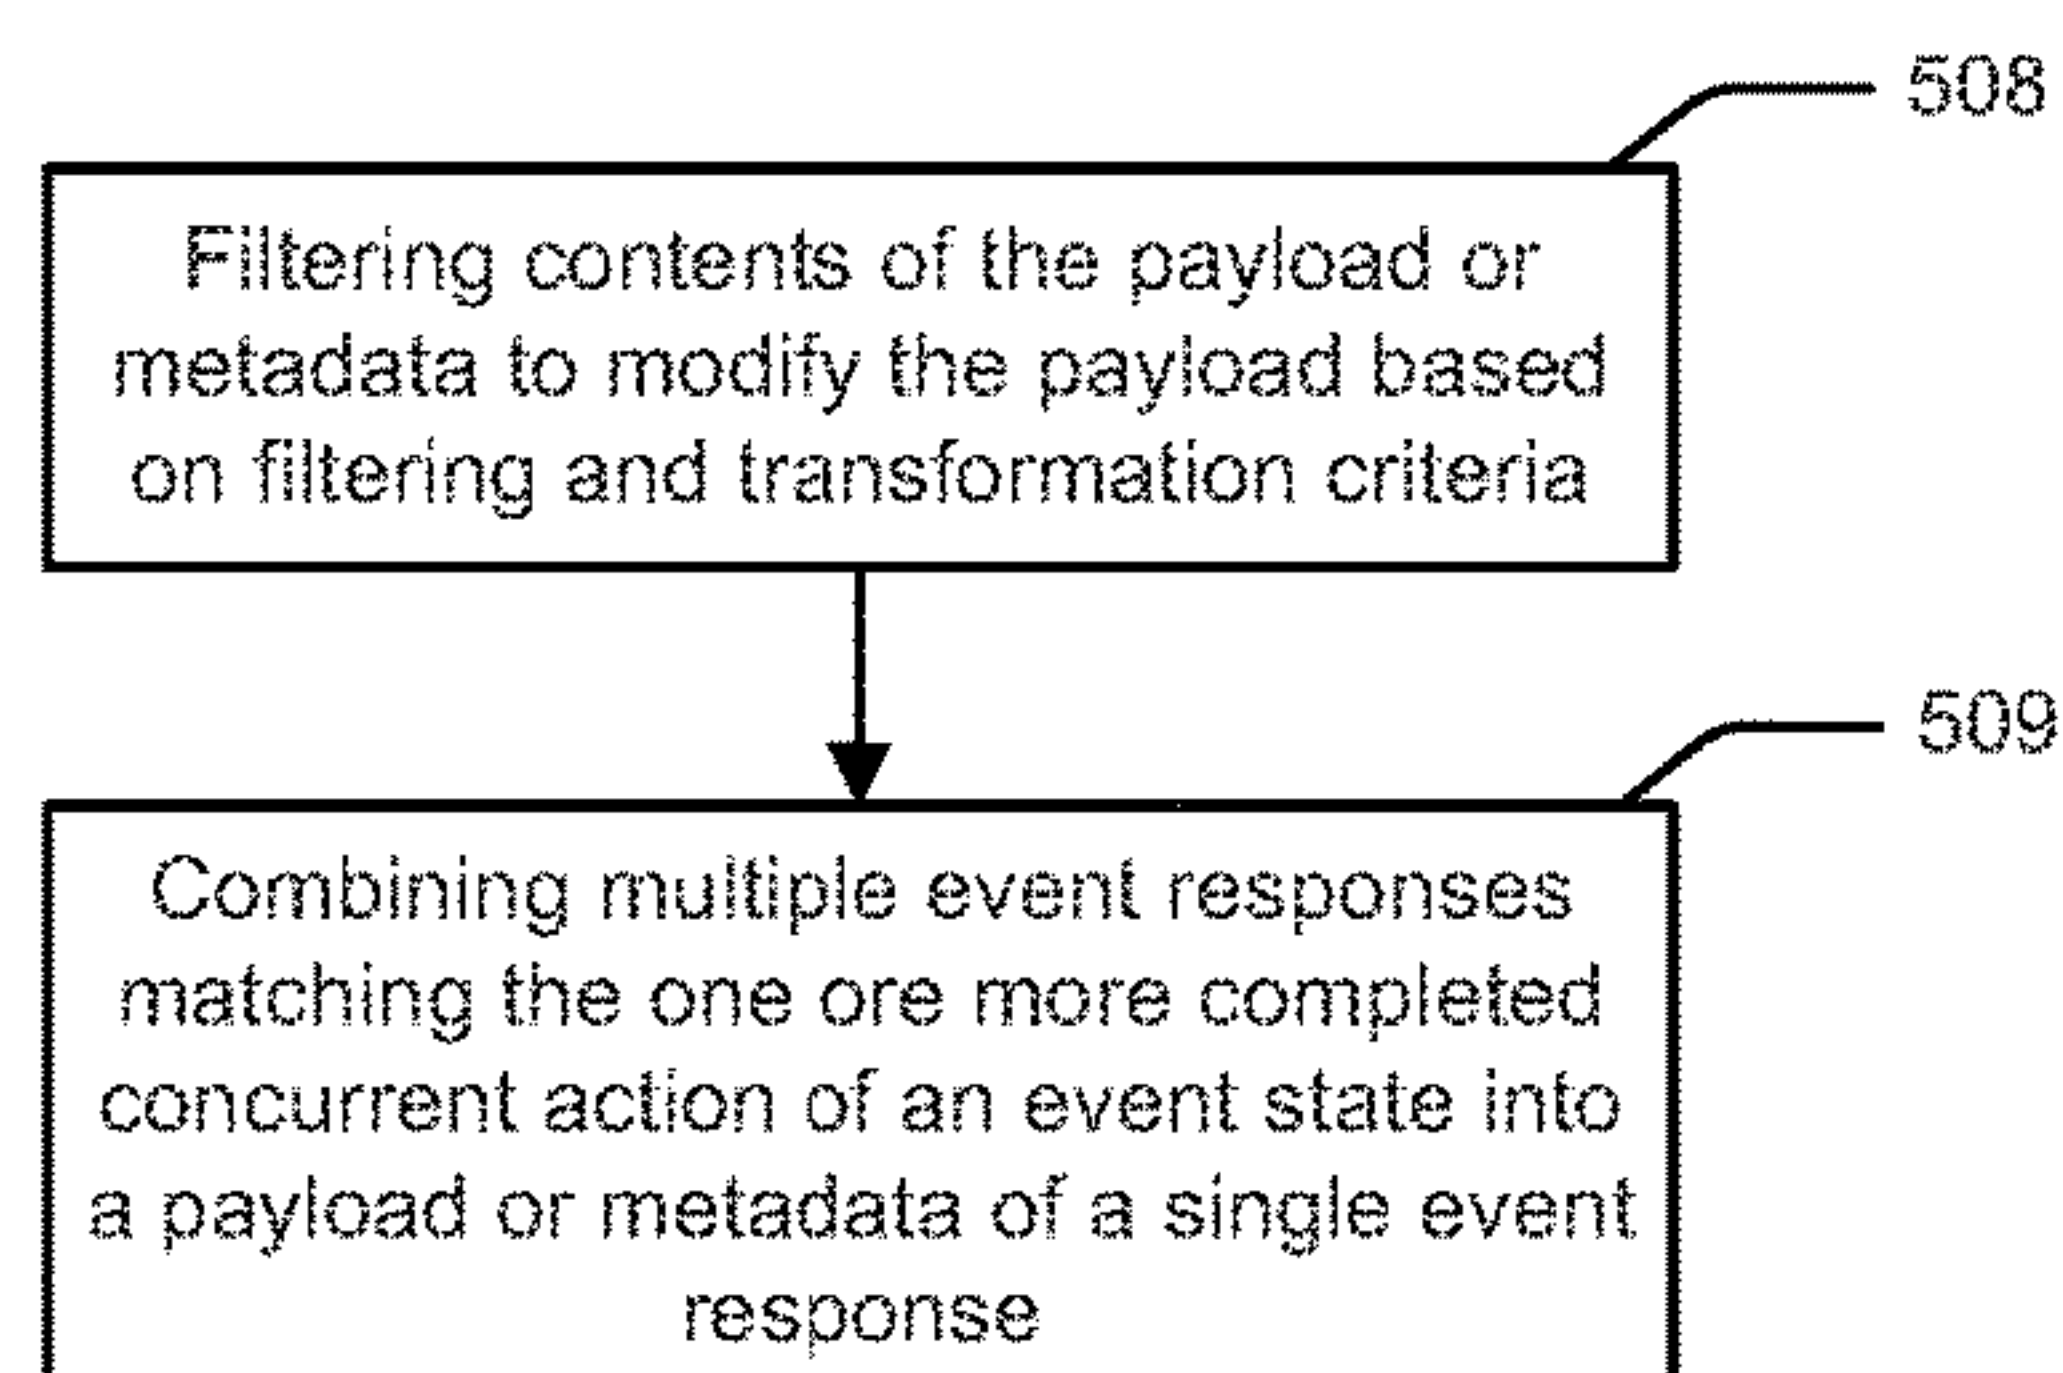 508
Filtering contents of the payload or
metadata to modify the payload based
on filtering and transformation criteria
509
Combining multiple event responses
matching the one ore more completed
concurrent action of an event state into
a payload or metadata of a single event
response